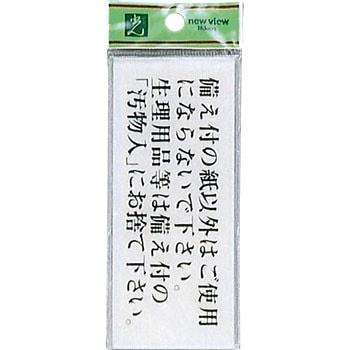 光
new view
Hikari
備え付の紙以外はご使用
にならないで下さい。
生理用品等は備え付の
「汚物入」にお捨て下さい。